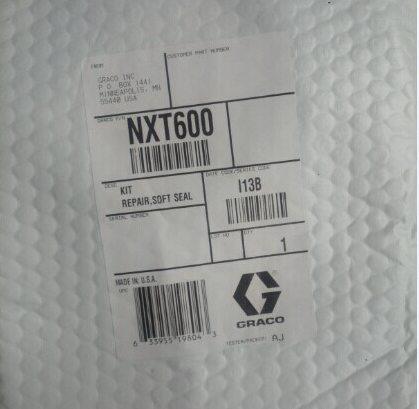 FROM
GRACO INC
P.O. BOX 1441
MINNEAPOLIS, MN
55440 USA
CUSTOMER PART NUMBER
GRACO P/N
NXT600
DESC
KIT
REPAIR,SOFT SEAL
DATE CODE/SERIES CODE
I13B
SERIAL NUMBER
LOT NO
QTY
1
MADE IN U.S.A.
UPC
6 33955 19804 3
GRACO
TESTER/PACKER: AJ